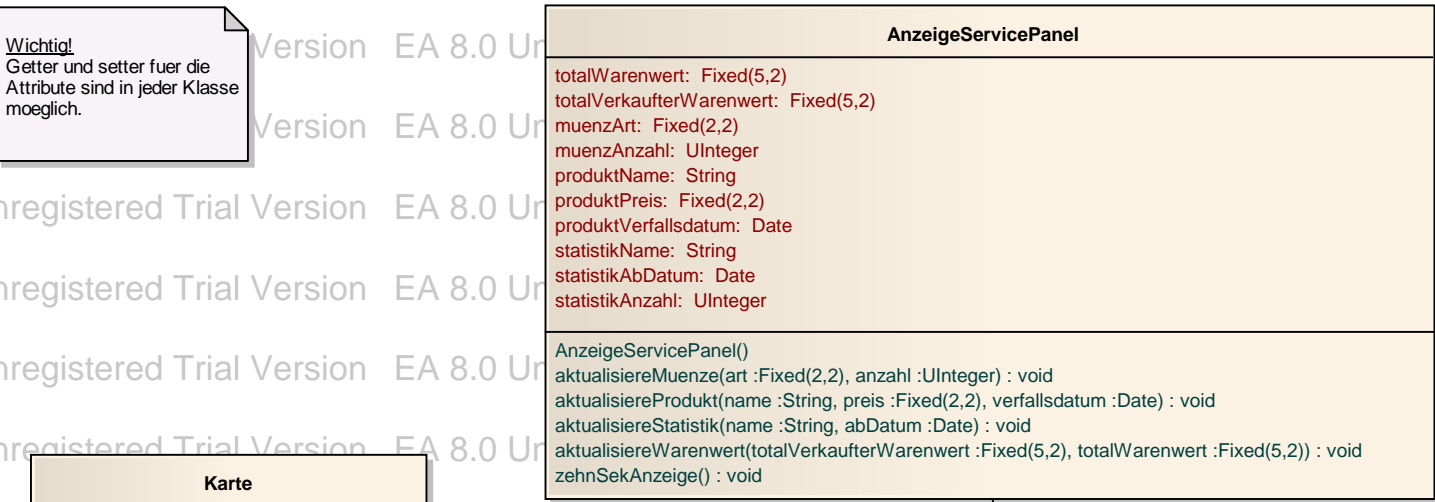 Wichtig!
Getter und setter fuer die
Attribute sind in jeder Klasse
moeglich.
Version EA 8.0 Un
Version EA 8.0 Un
nregistered Trial Version EA 8.0 Un
nregistered Trial Version EA 8.0 Un
nregistered Trial Version EA 8.0 Un
nregistered Trial Version EA 8.0 Un
AnzeigeServicePanel
totalWarenwert: Fixed(5,2)
totalVerkaufterWarenwert: Fixed(5,2)
muenzArt: Fixed(2,2)
muenzAnzahl: UInteger
produktName: String
produktPreis: Fixed(2,2)
produktVerfallsdatum: Date
statistikName: String
statistikAbDatum: Date
statistikAnzahl: UInteger
AnzeigeServicePanel()
aktualisiereMuenze(art :Fixed(2,2), anzahl :UInteger) : void
aktualisiereProdukt(name :String, preis :Fixed(2,2), verfallsdatum :Date) : void
aktualisiereStatistik(name :String, abDatum :Date) : void
aktualisiereWarenwert(totalVerkaufterWarenwert :Fixed(5,2), totalWarenwert :Fixed(5,2)) : void
zehnSekAnzeige() : void
Karte